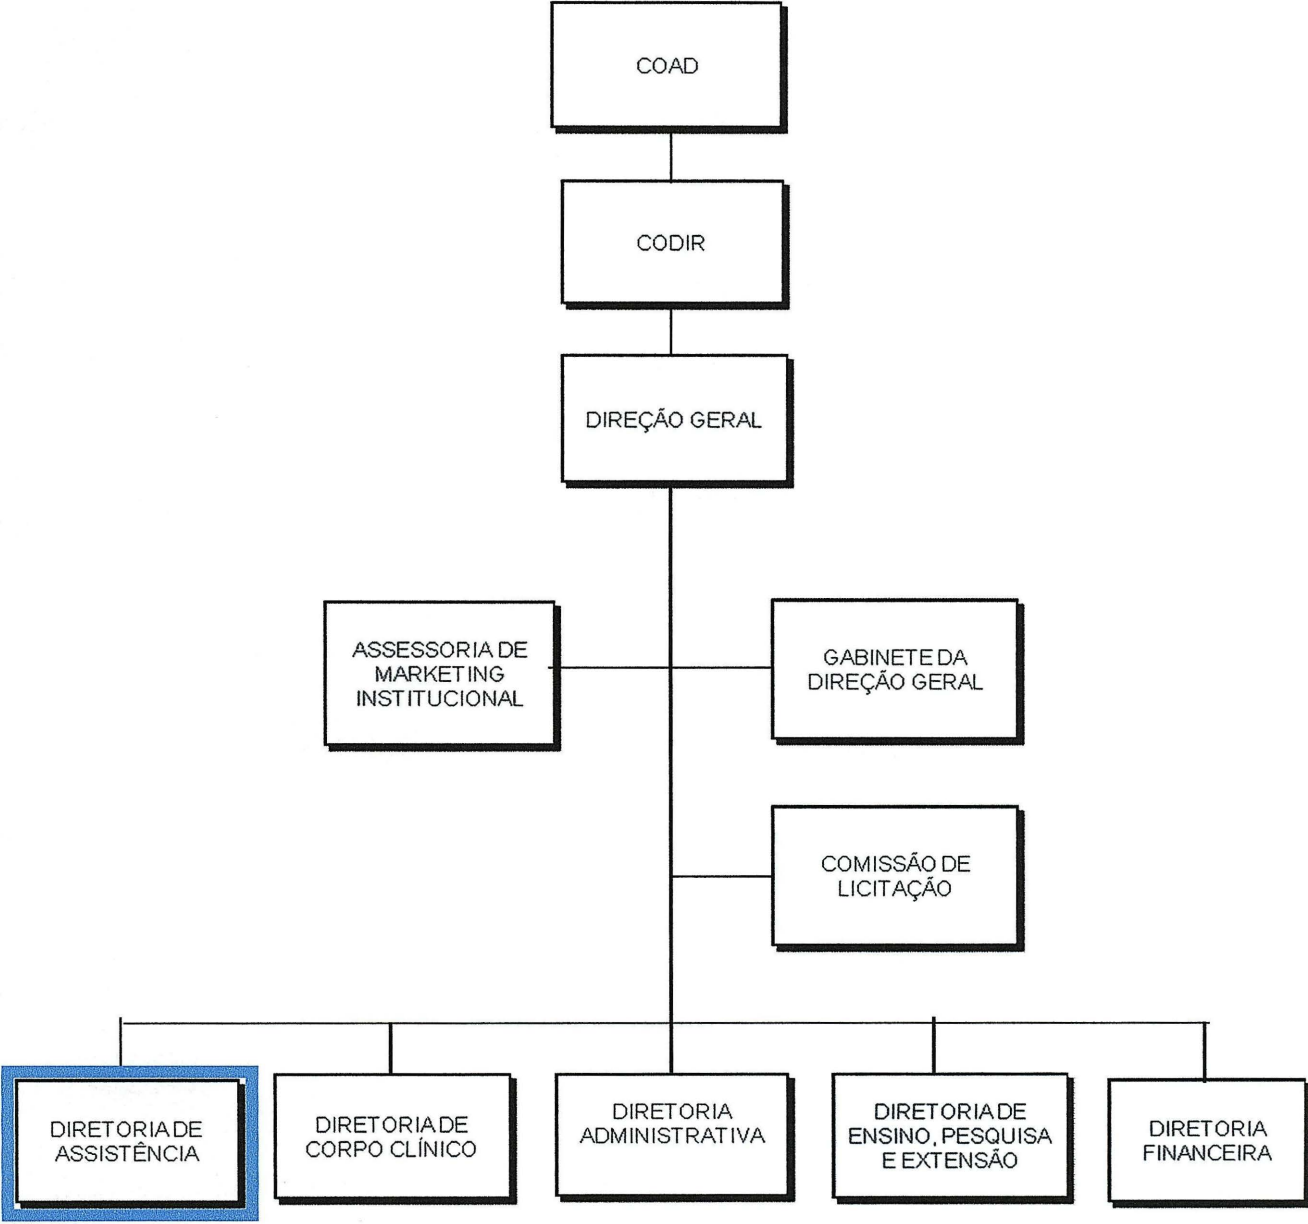 COAD
CODIR
DIREÇÃO GERAL
ASSESSORIA DE
MARKETING
INSTITUCIONAL
GABINETE DA
DIREÇÃO GERAL
COMISSÃO DE
LICITAÇÃO
DIRETORIA DE
ASSISTÊNCIA
DIRETORIA DE
CORPO CLÍNICO
DIRETORIA
ADMINISTRATIVA
DIRETORIA DE
ENSINO, PESQUISA
E EXTENSÃO
DIRETORIA
FINANCEIRA